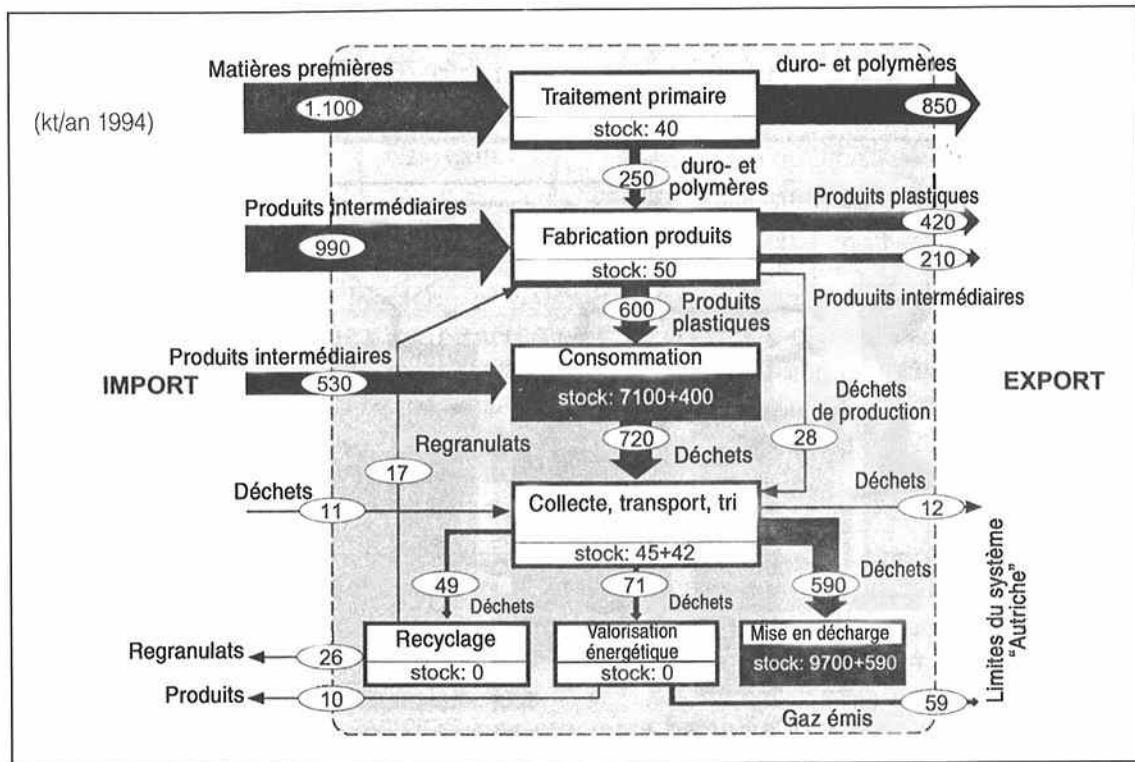 (kt/an 1994)
Matières premières
1.100
Traitement primaire
stock: 40
duro- et polymères
850
250
duro- et
polymères
Produits intermédiaires
990
Fabrication produits
stock: 50
Produits plastiques
420
210
Produuits intermédiaires
600
Produits
plastiques
Produits intermédiaires
IMPORT
530
Consommation
stock: 7100+400
EXPORT
Déchets
de production
28
720
Déchets
Regranulats
17
Déchets
11
Collecte, transport, tri
stock: 45+42
Déchets
12
49
Déchets
71
Déchets
590
Déchets
Recyclage
stock: 0
Valorisation
énergétique
stock: 0
Mise en décharge
stock: 9700+590
Regranulats
26
Produits
10
Gaz émis
59
Limites du système
"Autriche"